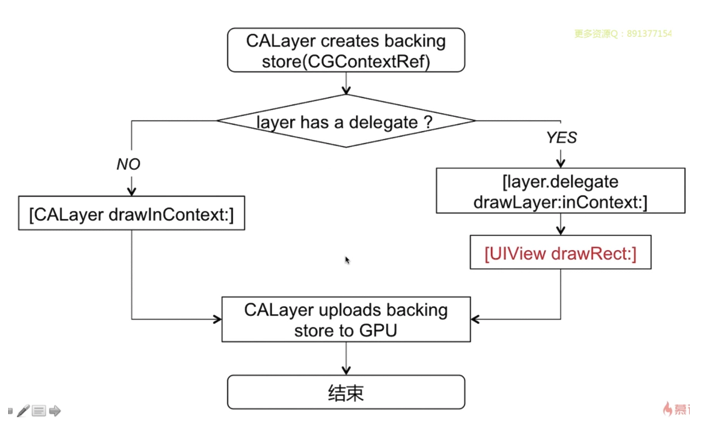 更多资源Q：891377154
CALayer creates backing
store(CGContextRef)
layer has a delegate ?
YES
NO
[layer.delegate
drawLayer:inContext:]
[CALayer drawInContext:]
[UIView drawRect:]
CALayer uploads backing
store to GPU
结束